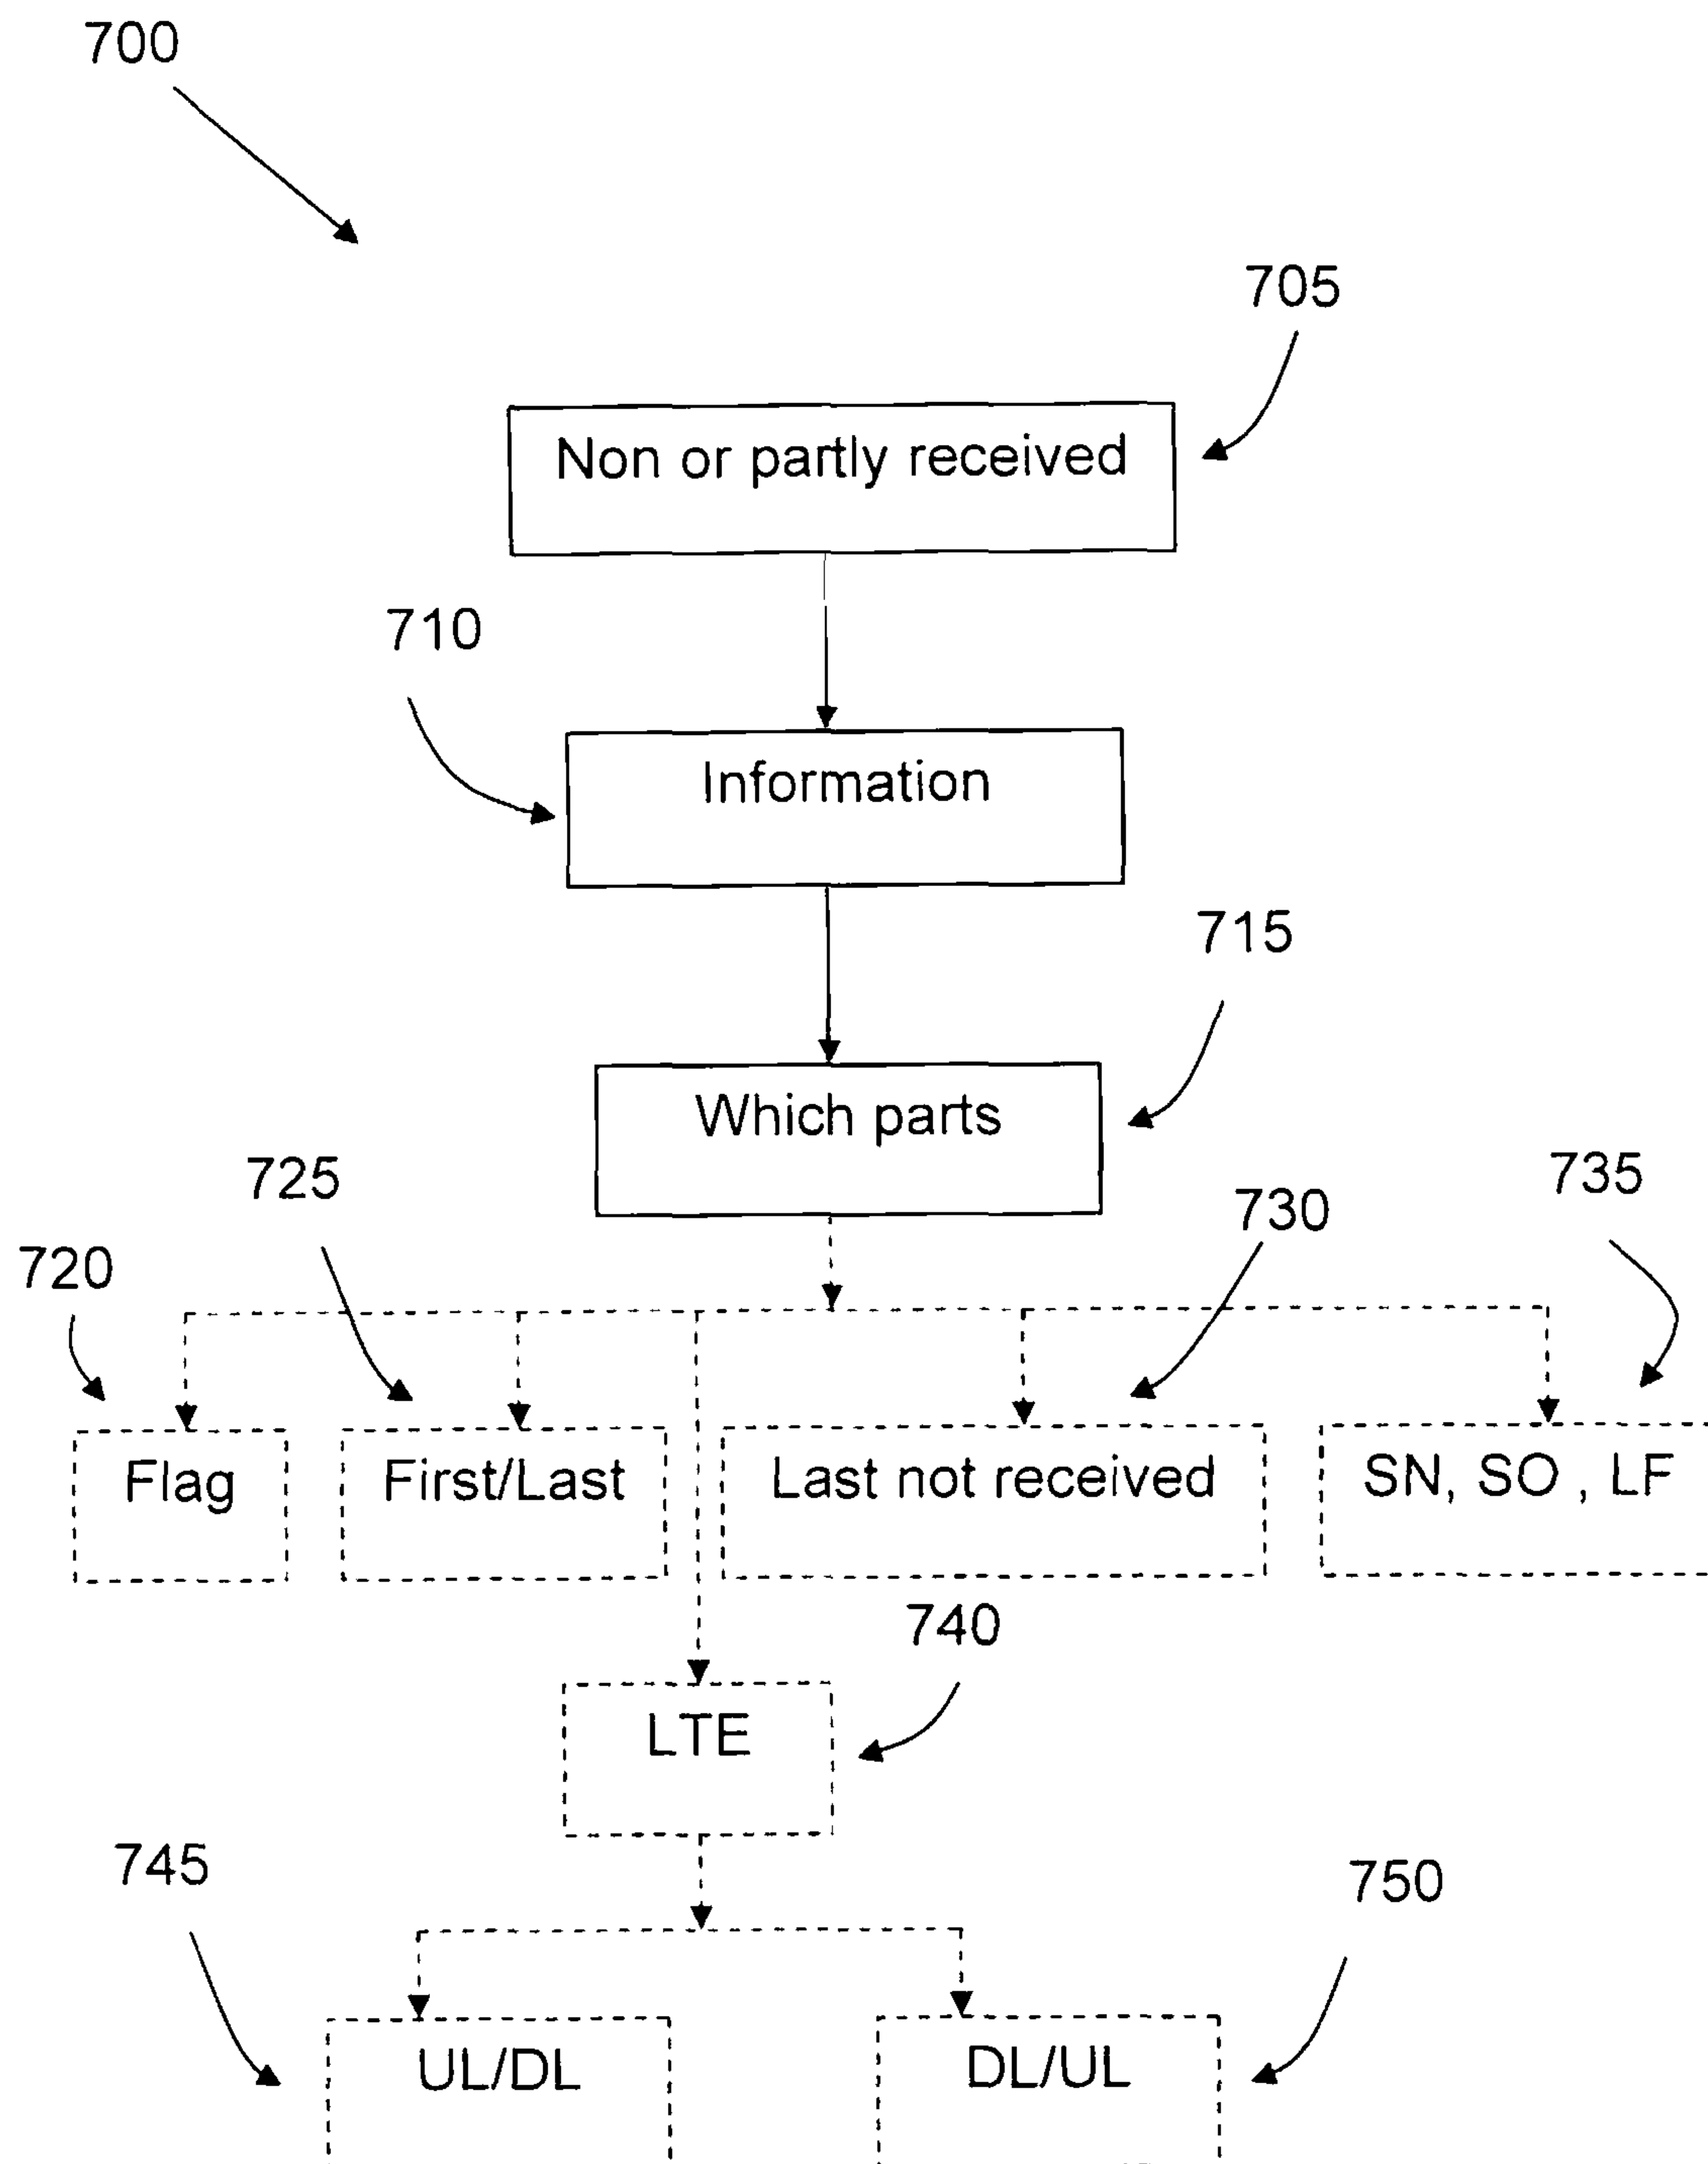 700
705
Non or partly received
710
Information
715
Which parts
725
735
730
720
Flag
First/Last
Last not received
SN, SO , LF
740
LTE
745
750
UL/DL
DL/UL